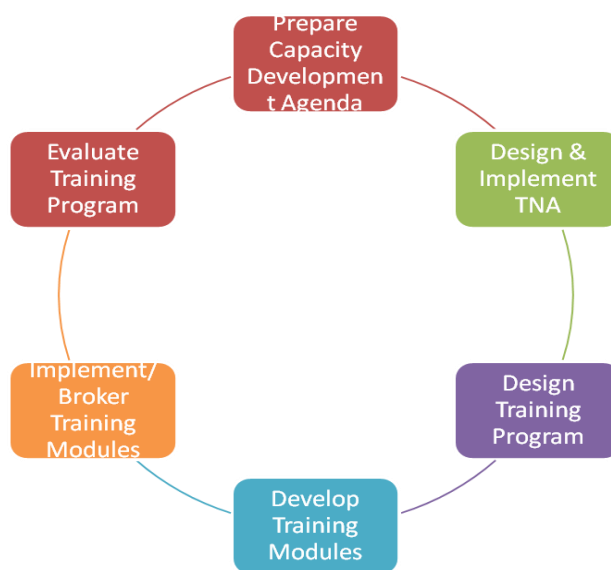 Prepare
Capacity
Developmen
t Agenda
Design &
Implement
TNA
Design
Training
Program
Develop
Training
Modules
Implement/
Broker
Training
Modules
Evaluate
Training
Program